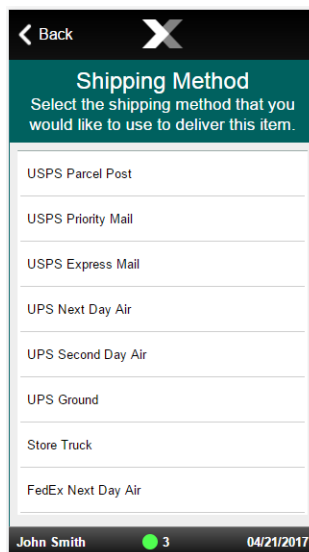 Back
Shipping Method
Select the shipping method that you
would like to use to deliver this item.
USPS Parcel Post
USPS Priority Mail
USPS Express Mail
UPS Next Day Air
UPS Second Day Air
UPS Ground
Store Truck
FedEx Next Day Air
John Smith 3 04/21/2017